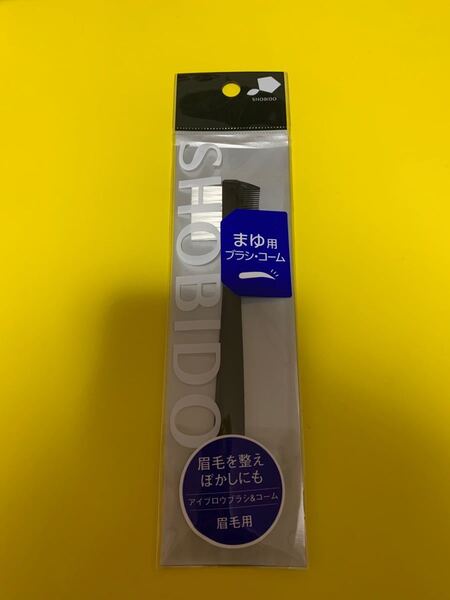 SHOBIDO
SHOBIDO
まゆ用
ブラシ・コーム
眉毛を整え
ぼかしにも
アイブロウブラシ&コーム
眉毛用